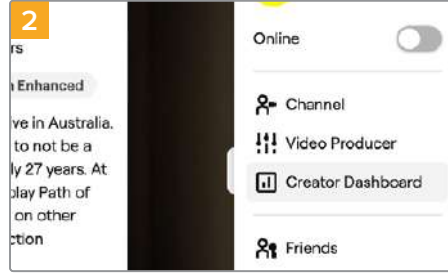 2
rs
Enhanced
ve in Australia.
to not be a
ly 27 years. At
play Path of
on other
ction
Online
Channel
Video Producer
Creator Dashboard
Friends